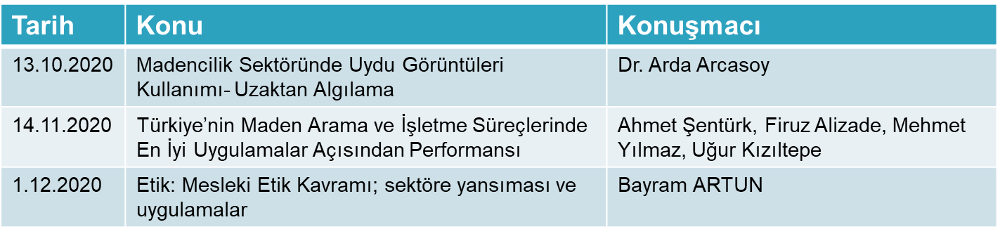 Tarih Konu Konuşmacı
13.10.2020 Madencilik Sektöründe Uydu Görüntüleri Dr. Arda Arcasoy
Kullanımı- Uzaktan Algılama
14.11.2020 Türkiye’nin Maden Arama ve İşletme Süreçlerinde Ahmet Şentürk, Firuz Alizade, Mehmet
En İyi Uygulamalar Açısından Performansı Yılmaz, Uğur Kızıltepe
1.12.2020 Etik: Mesleki Etik Kavramı; sektöre yansıması ve Bayram ARTUN
uygulamalar